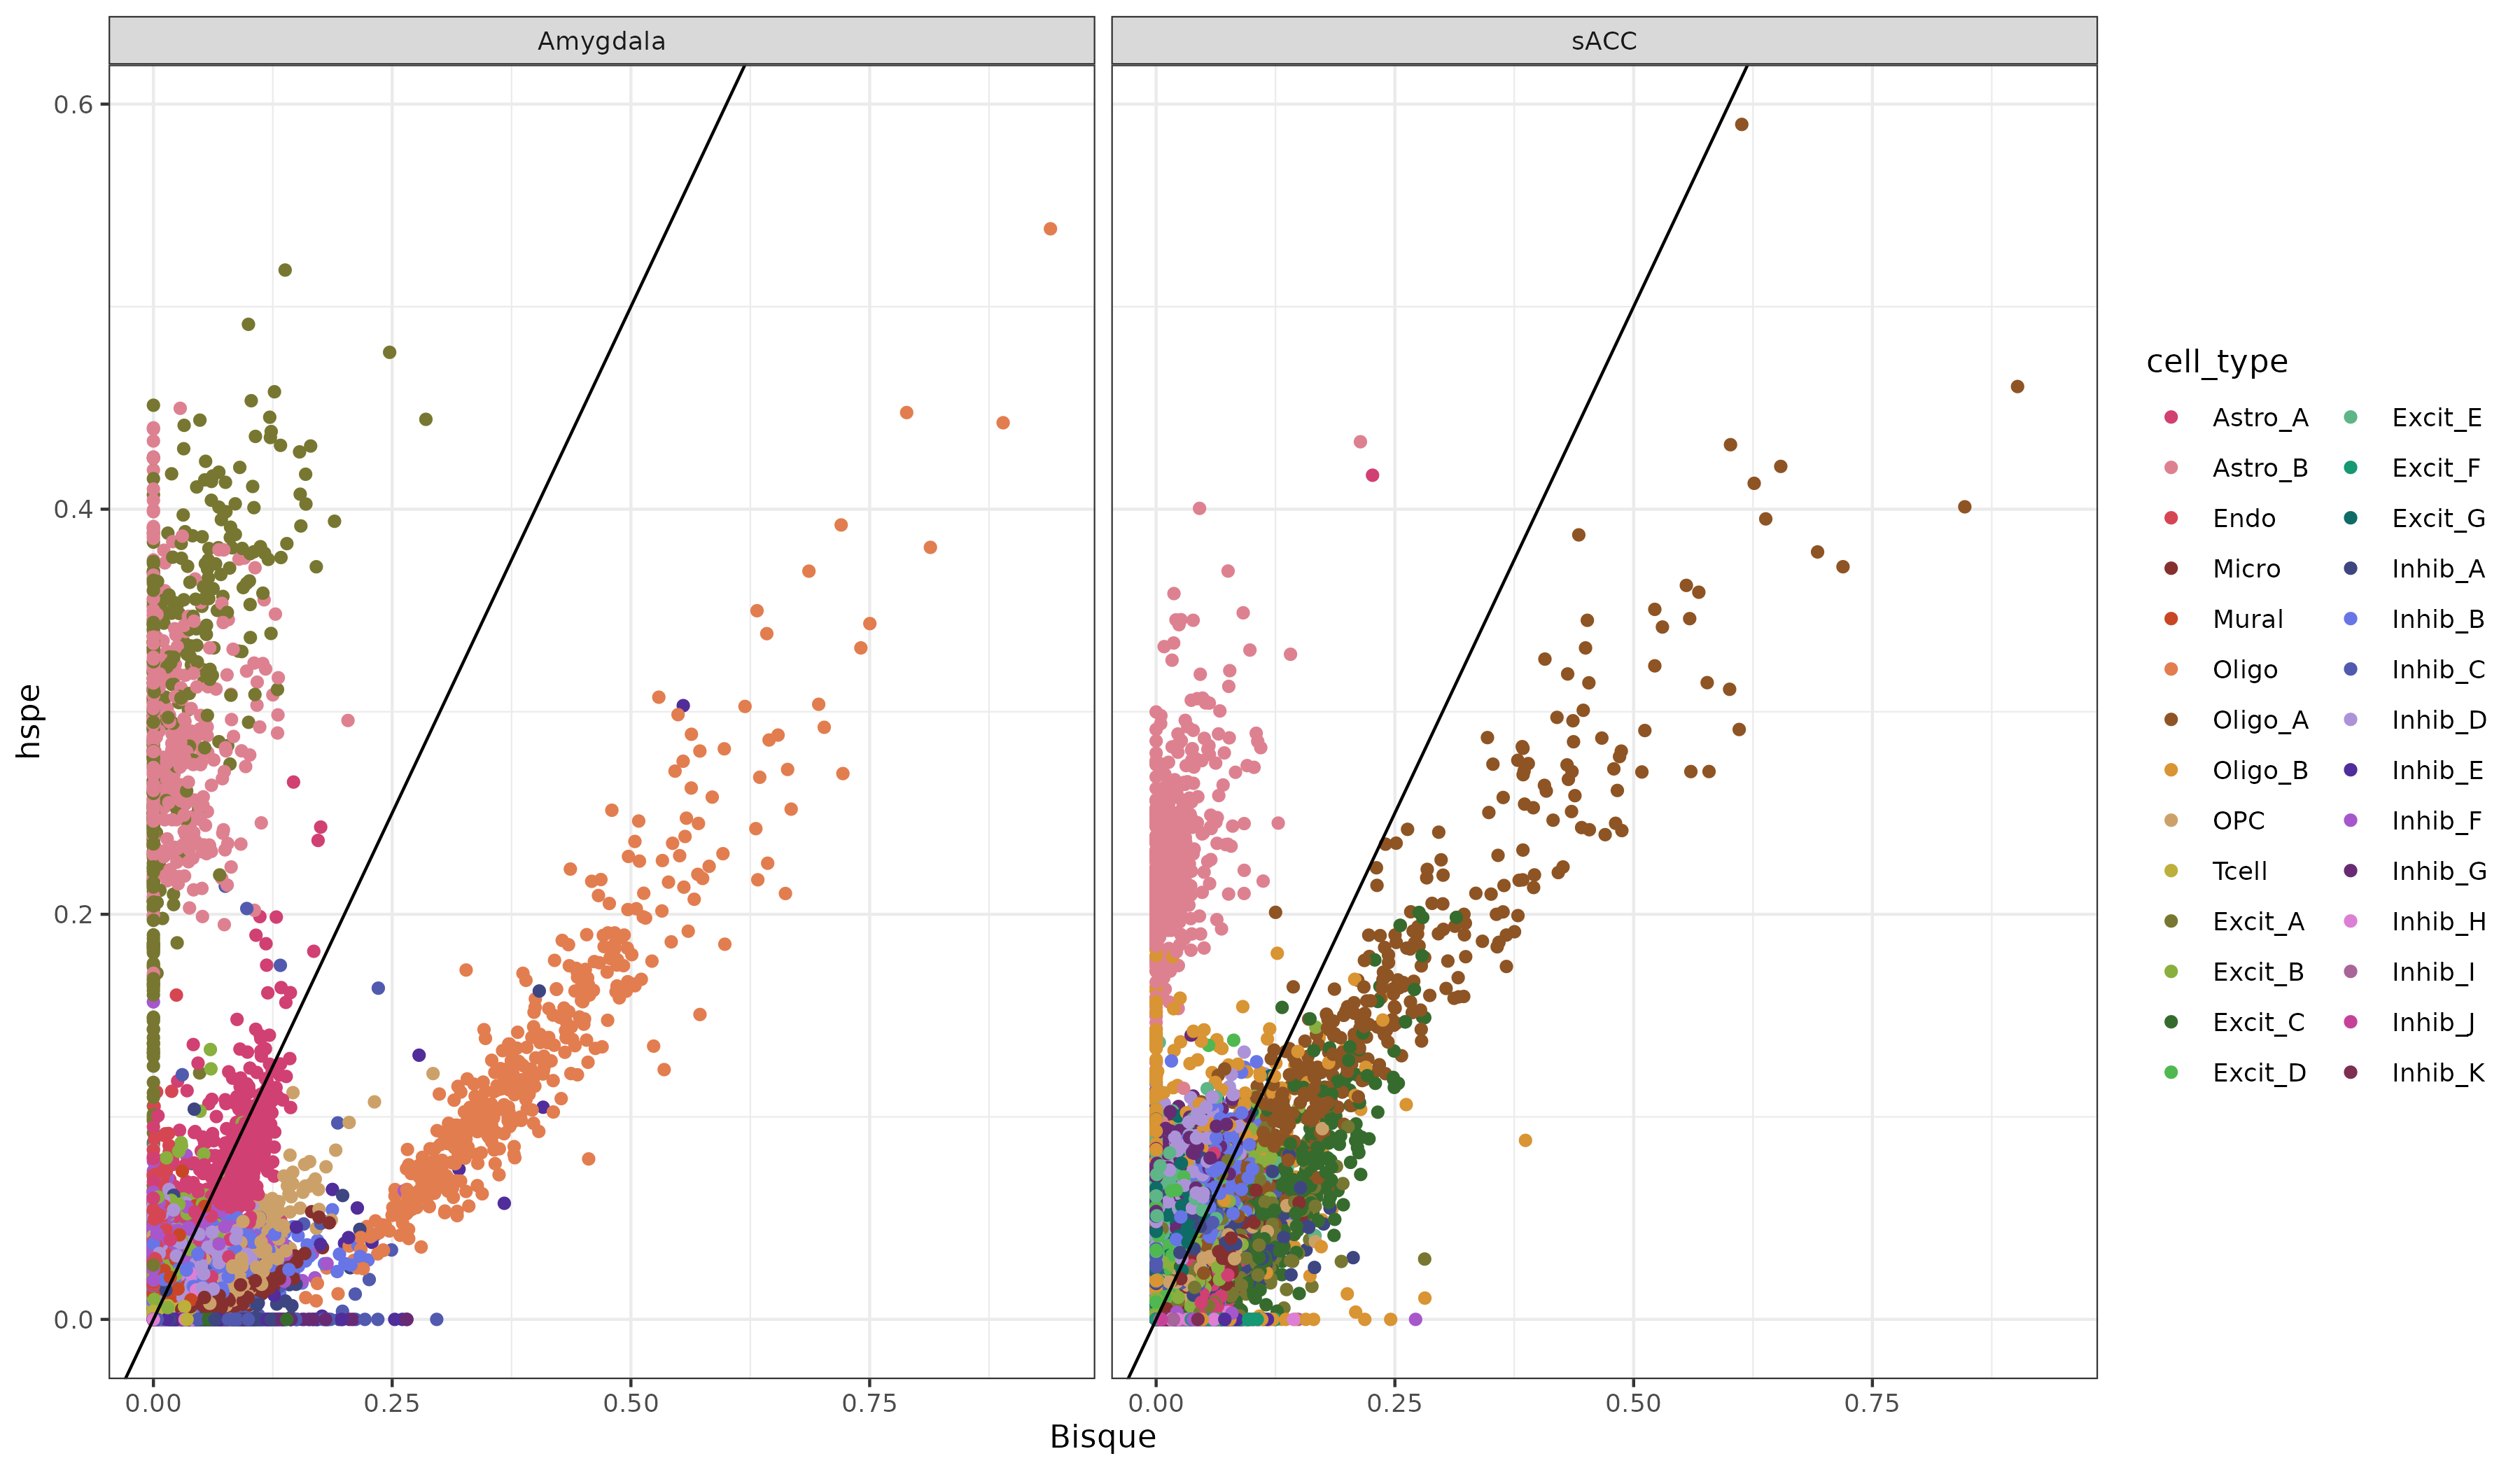 Amygdala
sACC
0.6
0.4
0.2
0.0
hspe
0.00 0.25 0.50 0.75
0.00 0.25 0.50 0.75
Bisque
cell_type
Astro_A
Astro_B
Endo
Micro
Mural
Oligo
Oligo_A
Oligo_B
OPC
Tcell
Excit_A
Excit_B
Excit_C
Excit_D
Excit_E
Excit_F
Excit_G
Inhib_A
Inhib_B
Inhib_C
Inhib_D
Inhib_E
Inhib_F
Inhib_G
Inhib_H
Inhib_I
Inhib_J
Inhib_K